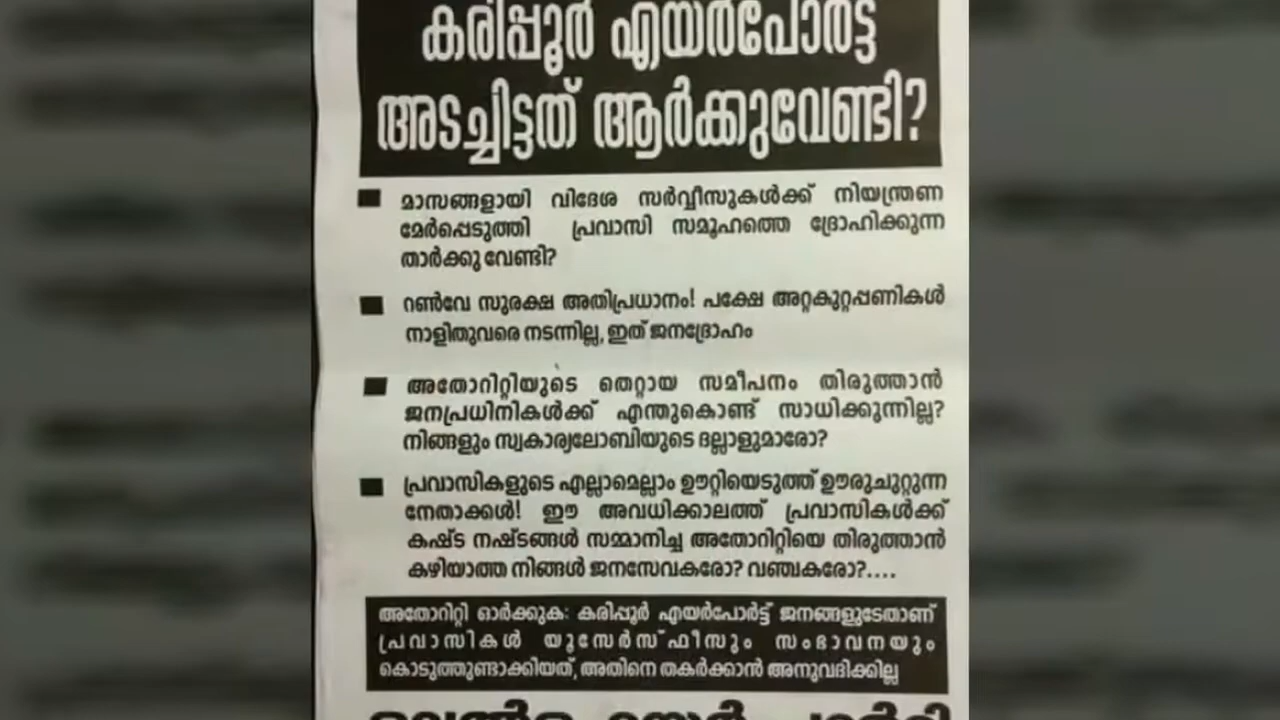 കരിപ്പൂർ എയർപോർട്ട്
അടച്ചിട്ടത് ആർക്കുവേണ്ടി?
മാസങ്ങളായി വിദേശ സർവ്വീസുകൾക്ക് നിയന്ത്രണ
മേർപ്പെടുത്തി പ്രവാസി സമൂഹത്തെ ദ്രോഹിക്കുന്ന
താർക്കു വേണ്ടി?
റൺവേ സുരക്ഷ അതിപ്രധാനം! പക്ഷേ അറ്റകുറ്റപ്പണികൾ
നാളിതുവരെ നടന്നില്ല, ഇത് ജനദ്രോഹം
അതോറിറ്റിയുടെ തെറ്റായ സമീപനം തിരുത്താൻ
ജനപ്രധിനികൾക്ക് എന്തുകൊണ്ട് സാധിക്കുന്നില്ല?
നിങ്ങളും സ്വകാര്യലോബിയുടെ ദല്ലാളുമാരോ?
പ്രവാസികളുടെ എല്ലാമെല്ലാം ഊറ്റിയെടുത്ത് ഊരുചുറ്റുന്ന
നേതാക്കൾ! ഈ അവധിക്കാലത്ത് പ്രവാസികൾക്ക്
കഷ്ട നഷ്ടങ്ങൾ സമ്മാനിച്ച അതോറിറ്റിയെ തിരുത്താൻ
കഴിയാത്ത നിങ്ങൾ ജനസേവകരോ? വഞ്ചകരോ?....
അതോറിറ്റി ഓർക്കുക: കരിപ്പൂർ എയർപോർട്ട് ജനങ്ങളുടേതാണ്
പ്രവാസികൾ യൂസേർസ് ഫീസും സംഭാവനയും
കൊടുത്തുണ്ടാക്കിയത്, അതിനെ തകർക്കാൻ അനുവദിക്കില്ല